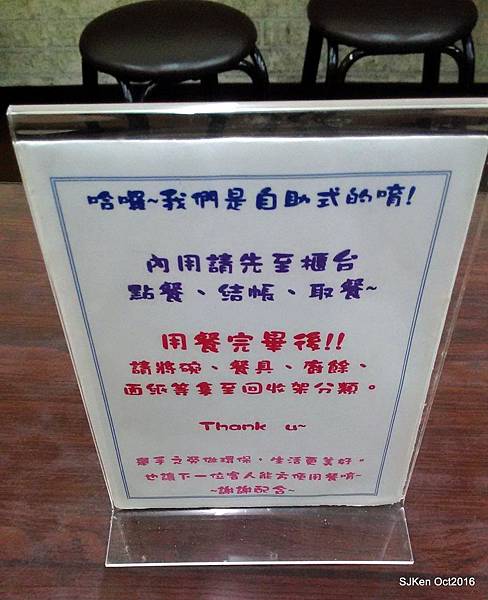 哈囉~我們是自助式的唷!
內用請先至櫃台
點餐、結帳、取餐~
用餐完畢後!!
請將碗、餐具、廚餘、
面紙等拿至回收架分類。
Thank u~
舉手之勞做環保，生活更美好。
也讓下一位客人能方便用餐唷~
~謝謝配合~
SJKen Oct2016